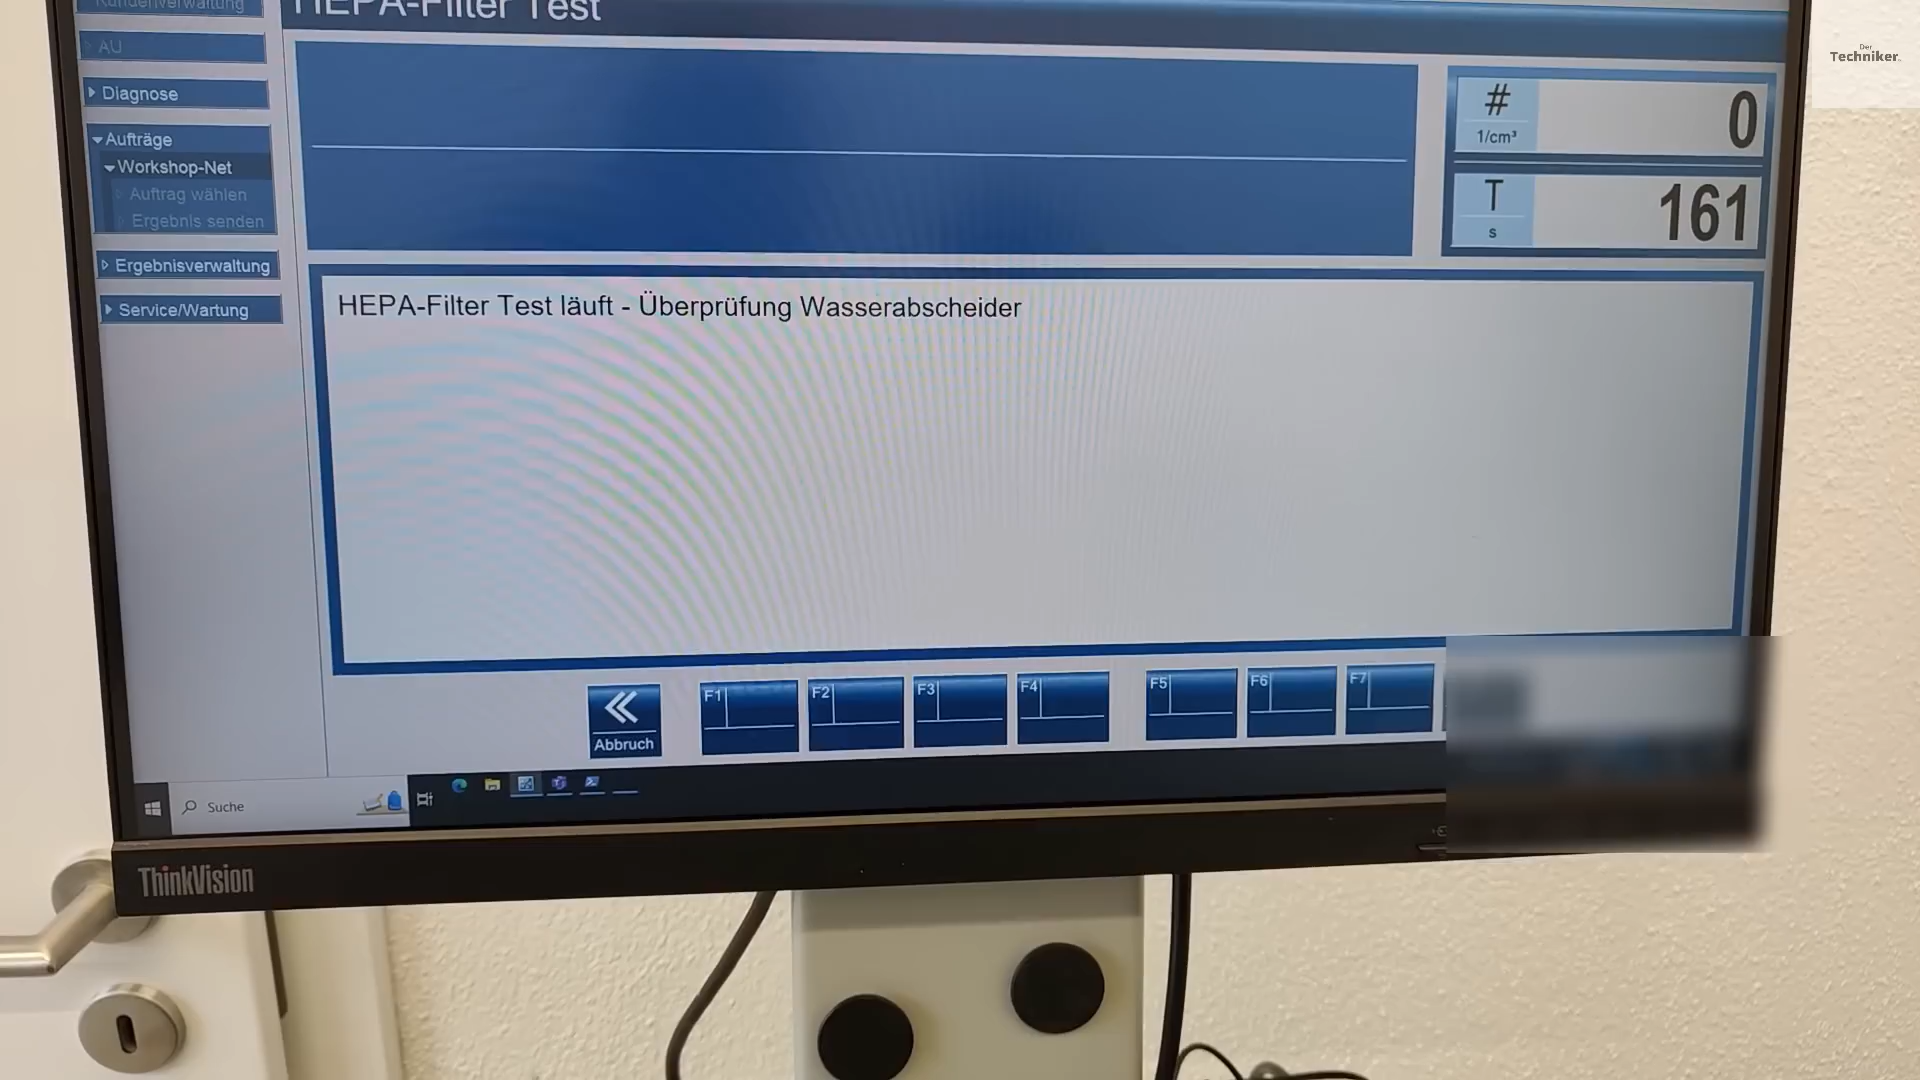 Kundenverwaltung
HEPA-Filter Test
AU
Diagnose
Aufträge
Workshop-Net
Auftrag wählen
Ergebnis senden
Ergebnisverwaltung
Service/Wartung
#
1/cm³
0
T
s
161
HEPA-Filter Test läuft - Überprüfung Wasserabscheider
Abbruch
F1
F2
F3
F4
F5
F6
F7
Suche
ThinkVision
Der
Techniker